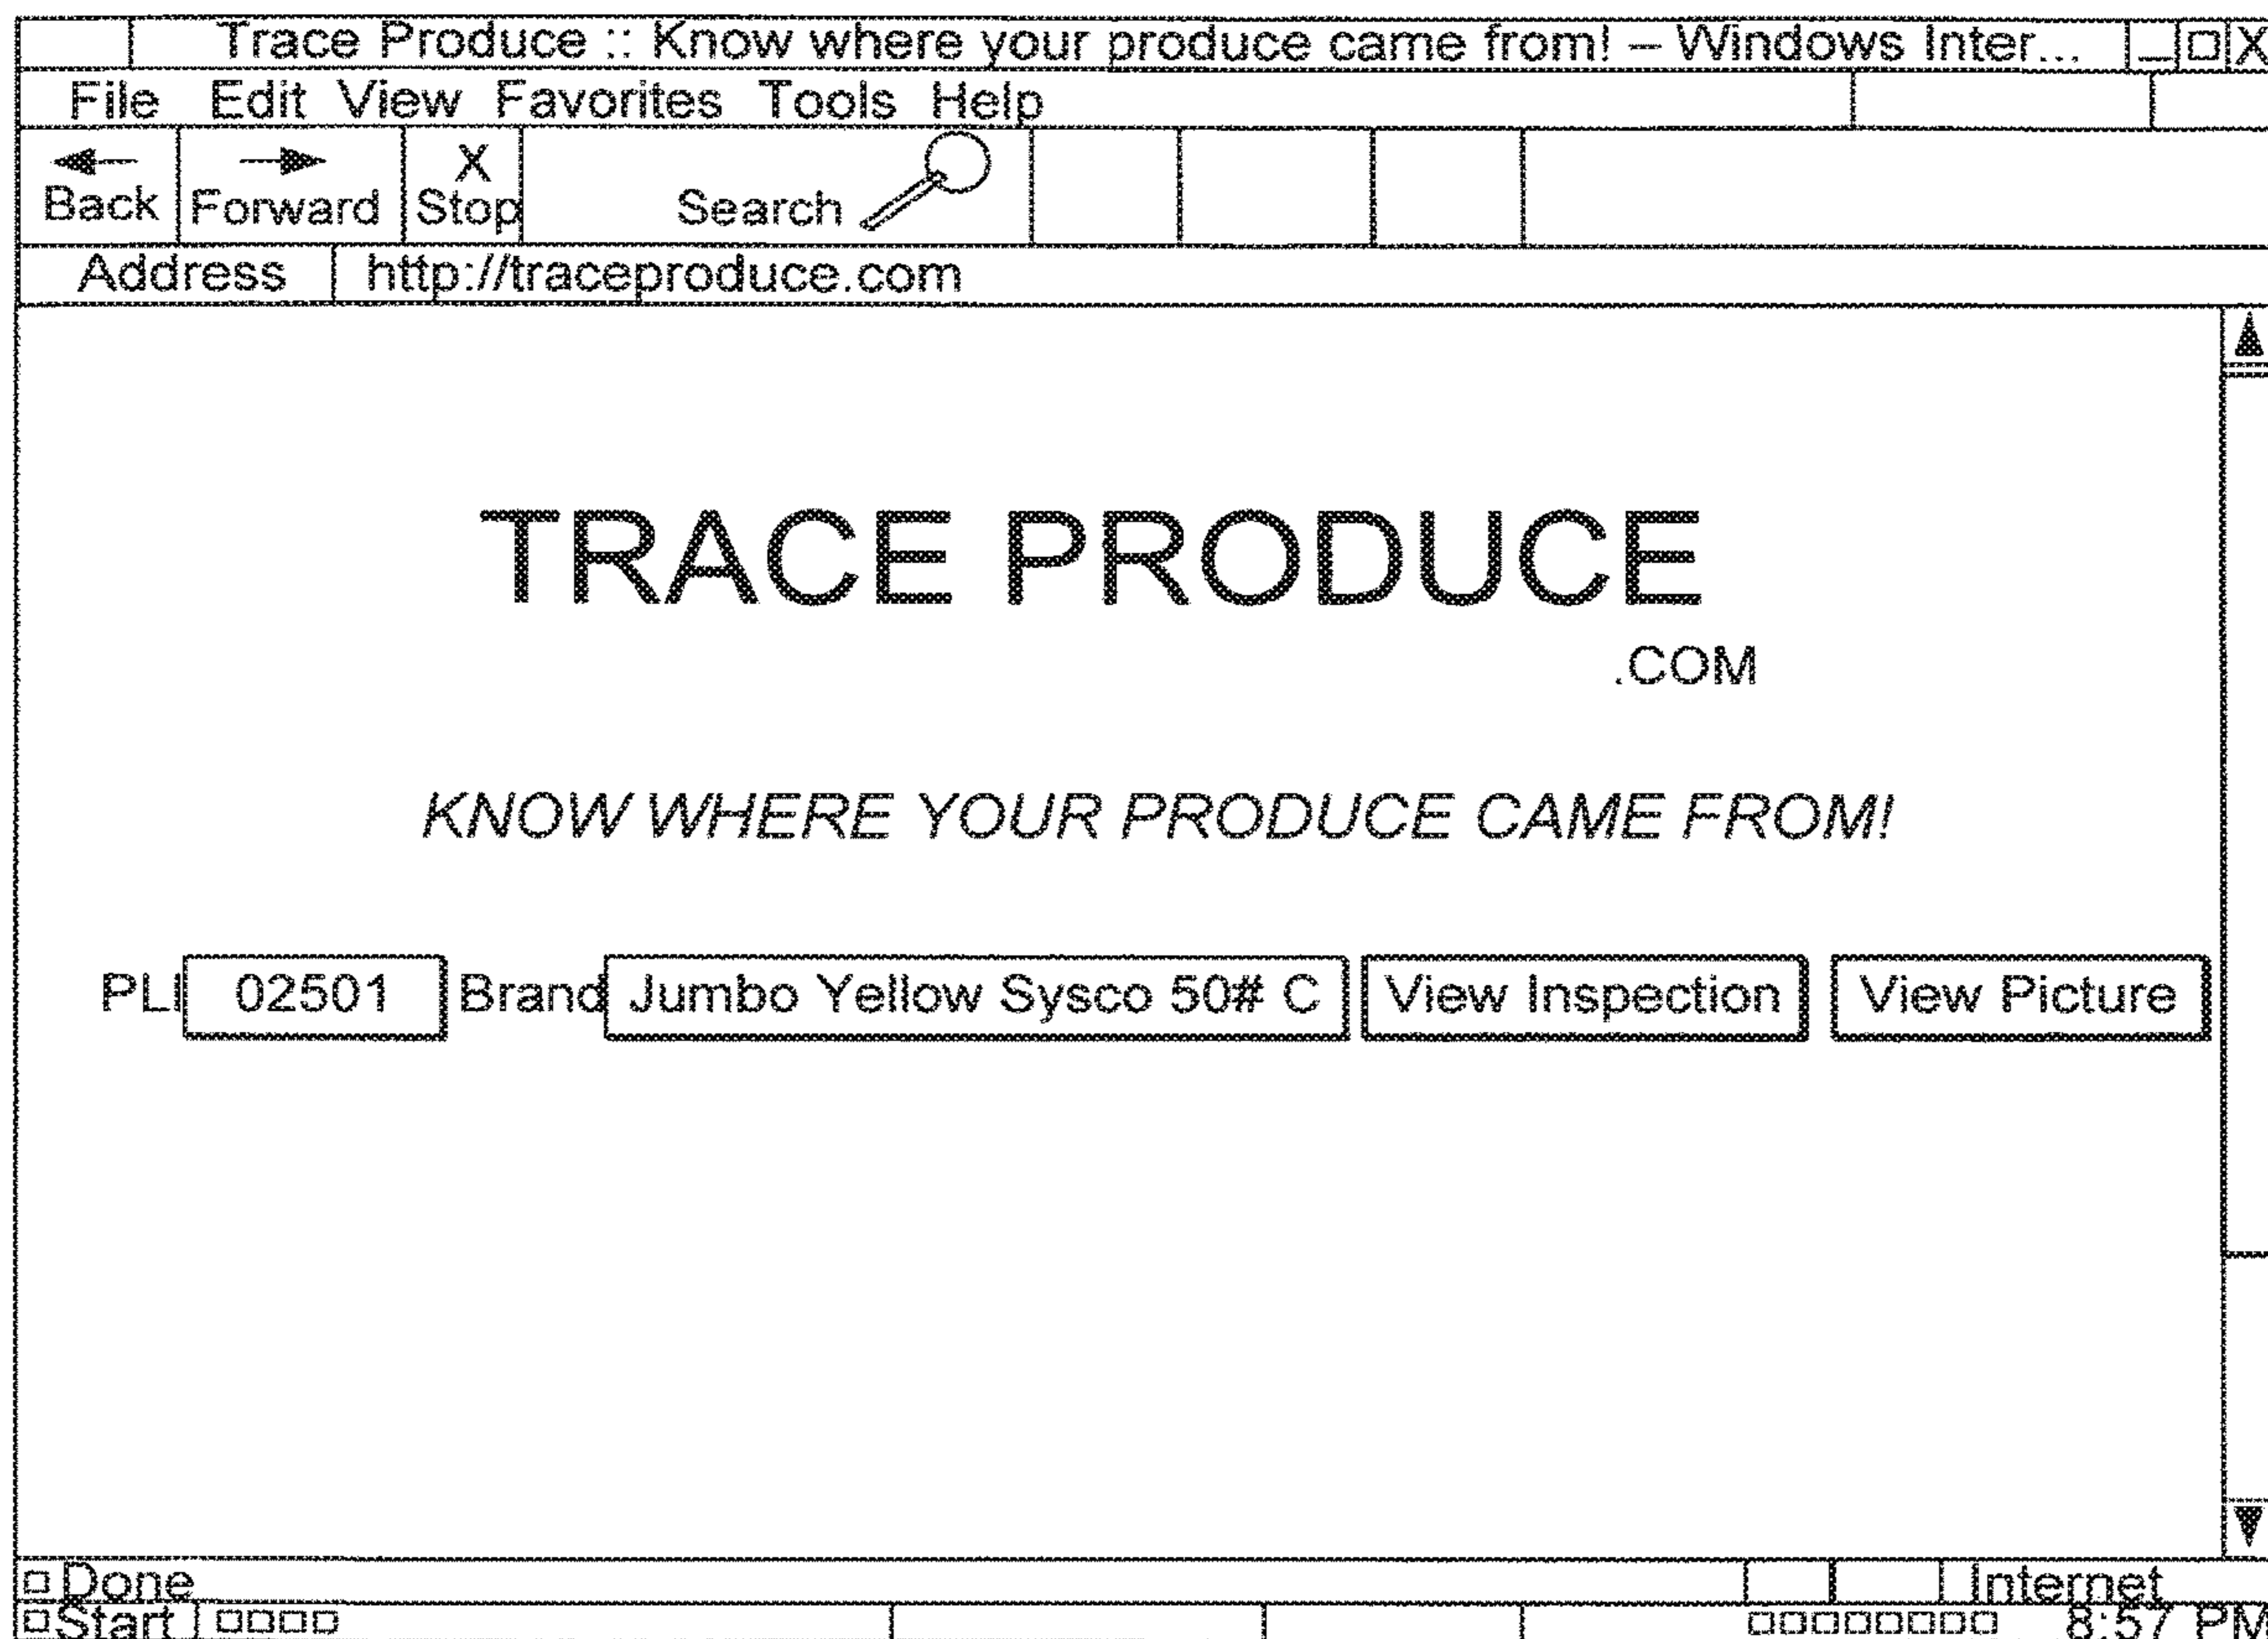 Trace Produce :: Know where your produce came from! – Windows Inter... _ □ X
File Edit View Favorites Tools Help
Back Forward X Stop Search
Address http://traceproduce.com
TRACE PRODUCE
.COM
KNOW WHERE YOUR PRODUCE CAME FROM!
PLI 02501 Brand Jumbo Yellow Sysco 50# C View Inspection View Picture
Done Internet
Start 8:57 PM